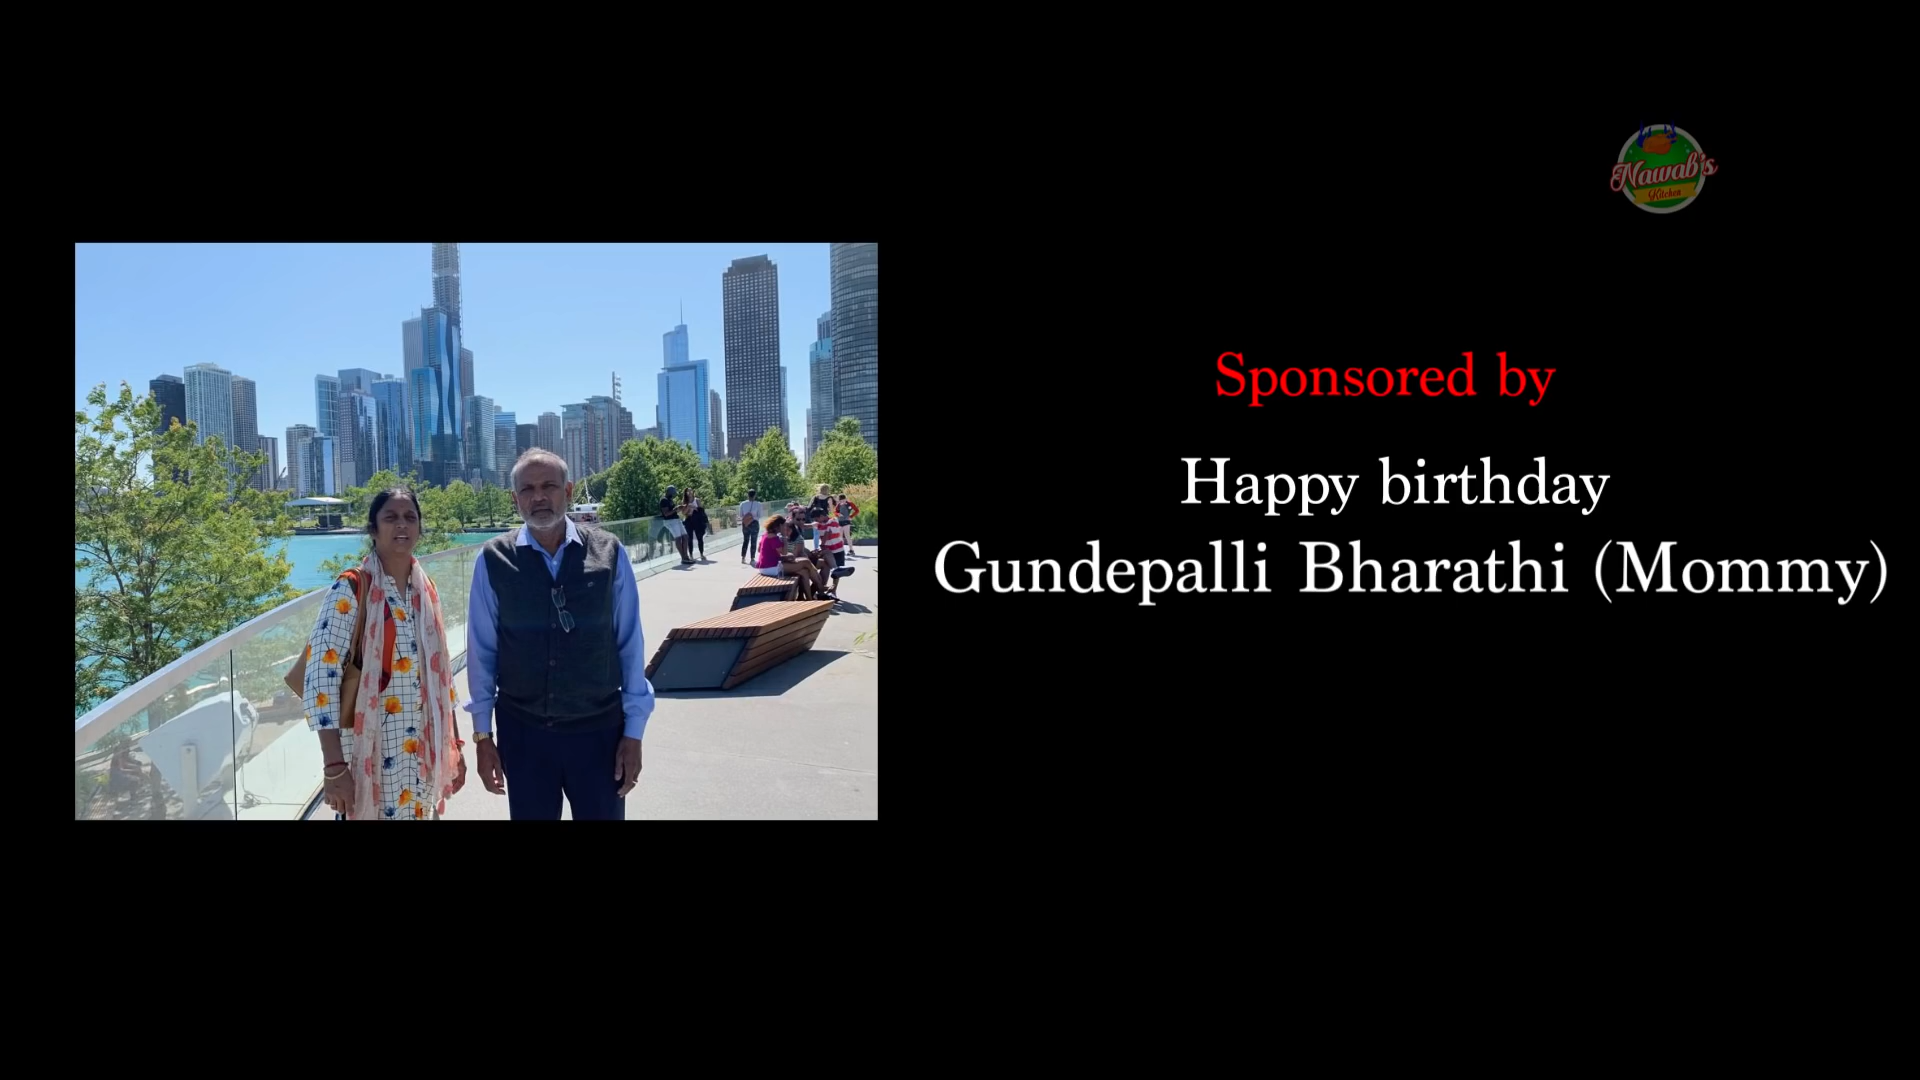 Nawab's
Kitchen
Sponsored by
Happy birthday
Gundepalli Bharathi (Mommy)